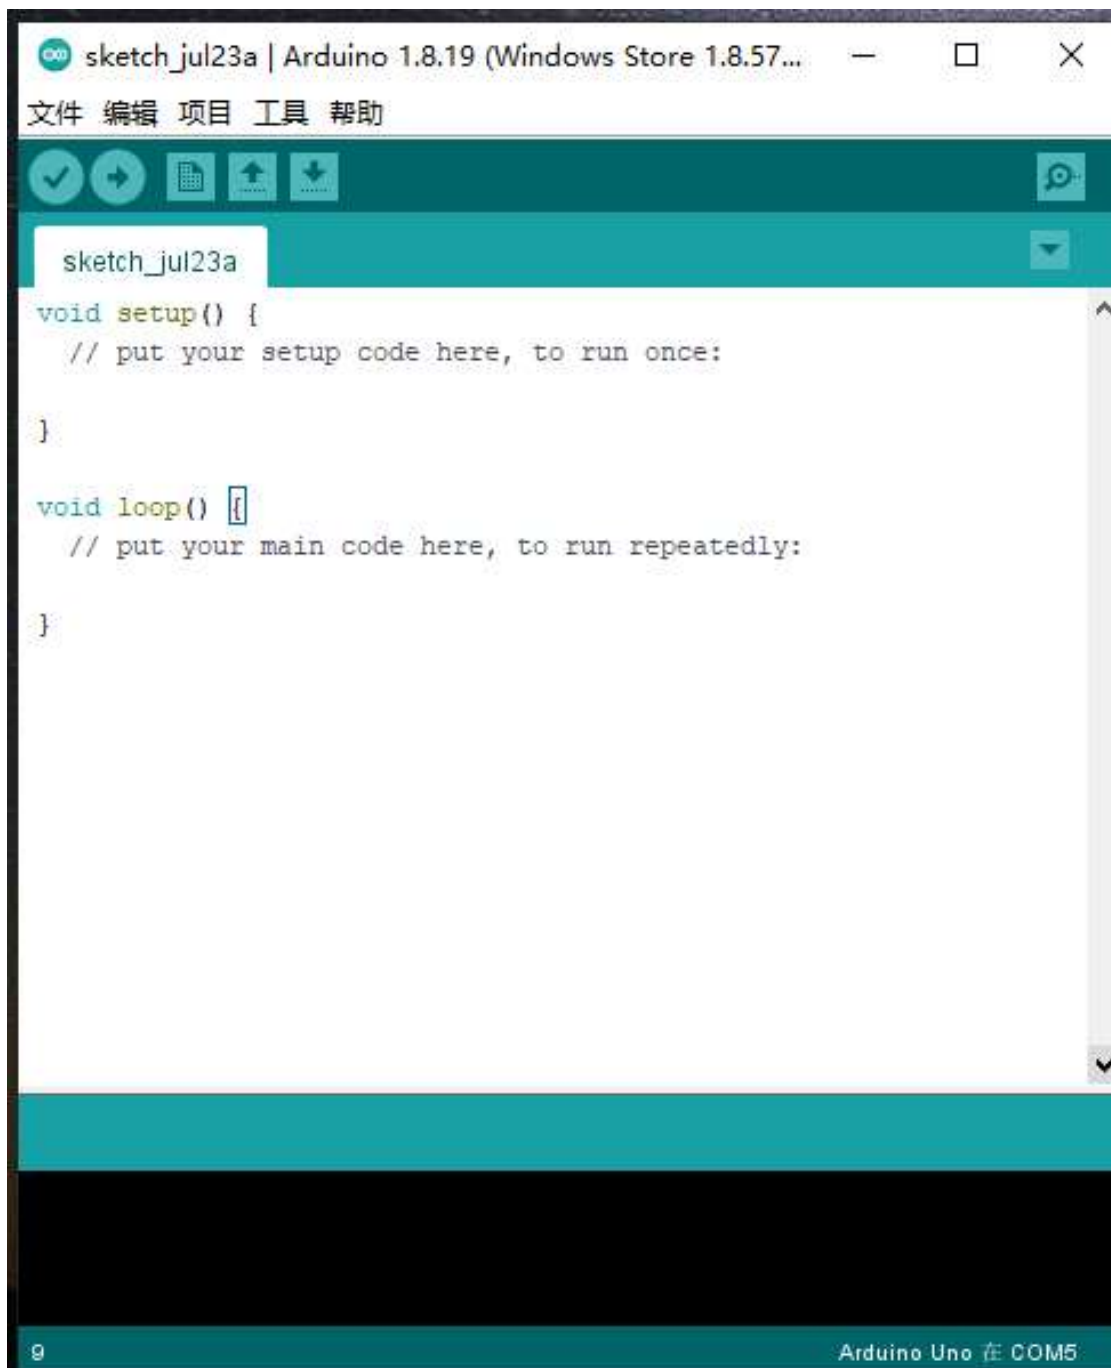 sketch_jul23a | Arduino 1.8.19 (Windows Store 1.8.57...
文件 编辑 项目 工具 帮助
sketch_jul23a
void setup() {
  // put your setup code here, to run once:
}
void loop() {
  // put your main code here, to run repeatedly:
}
9
Arduino Uno 在 COM5